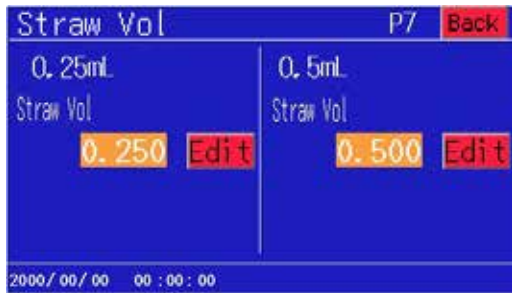 Straw Vol P7 Back
0.25mL 0.5mL
Straw Vol Straw Vol
0.250 Edit 0.500 Edit
2000/00/00 00:00:00